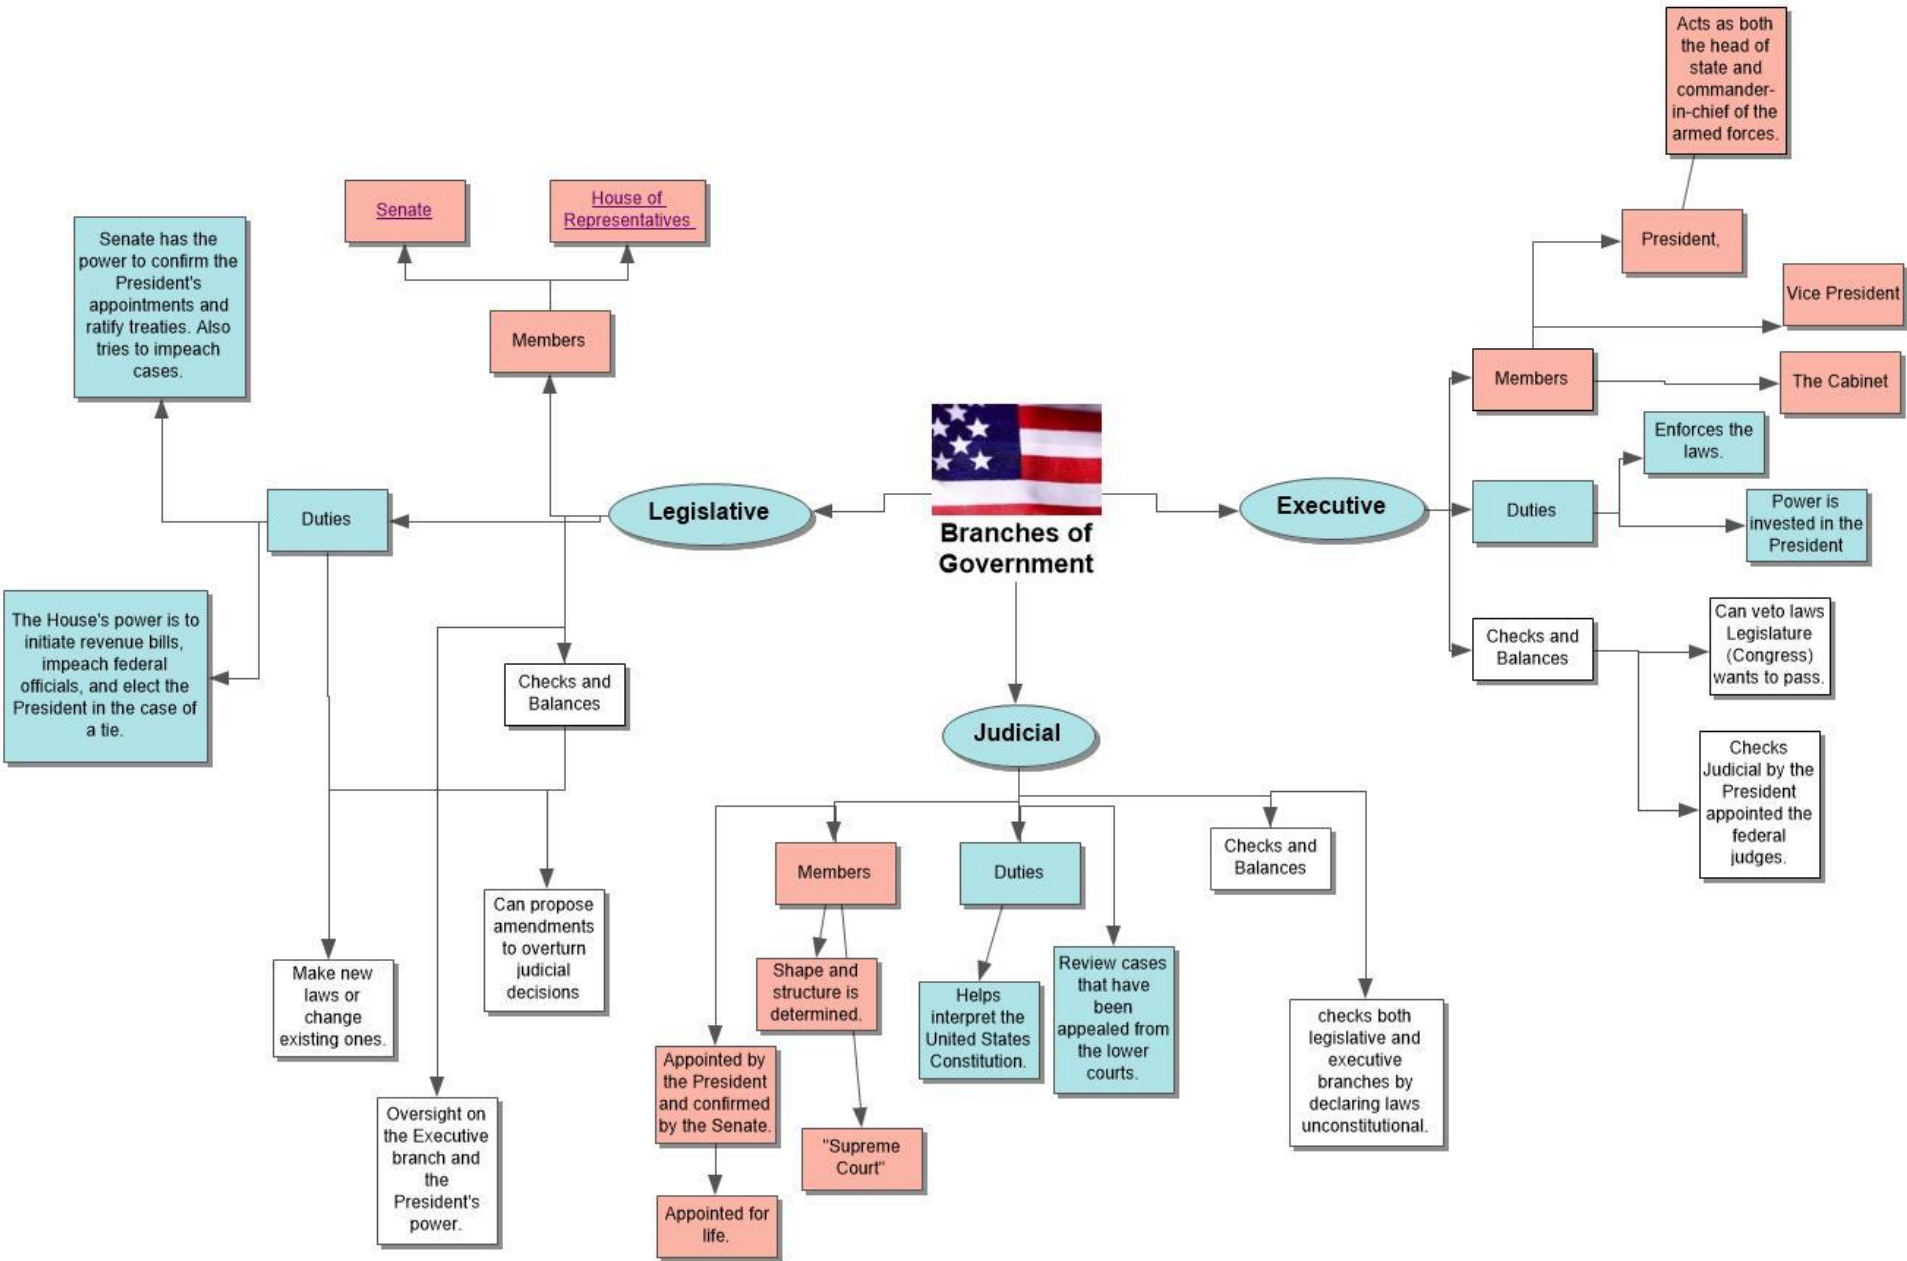 Branches of
Government
Legislative
Members
Senate
House of
Representatives
Duties
Senate has the
power to confirm the
President's
appointments and
ratify treaties. Also
tries to impeach
cases.
The House's power is to
initiate revenue bills,
impeach federal
officials, and elect the
President in the case of
a tie.
Checks and
Balances
Make new
laws or
change
existing ones.
Can propose
amendments
to overturn
judicial
decisions
Oversight on
the Executive
branch and
the
President's
power.
Judicial
Members
Appointed by
the President
and confirmed
by the Senate.
Appointed for
life.
Shape and
structure is
determined.
"Supreme
Court"
Duties
Helps
interpret the
United States
Constitution.
Review cases
that have
been
appealed from
the lower
courts.
Checks and
Balances
checks both
legislative and
executive
branches by
declaring laws
unconstitutional.
Executive
Members
President,
Acts as both
the head of
state and
commander-
in-chief of the
armed forces.
Vice President
The Cabinet
Duties
Enforces the
laws.
Power is
invested in the
President
Checks and
Balances
Can veto laws
Legislature
(Congress)
wants to pass.
Checks
Judicial by the
President
appointed the
federal
judges.